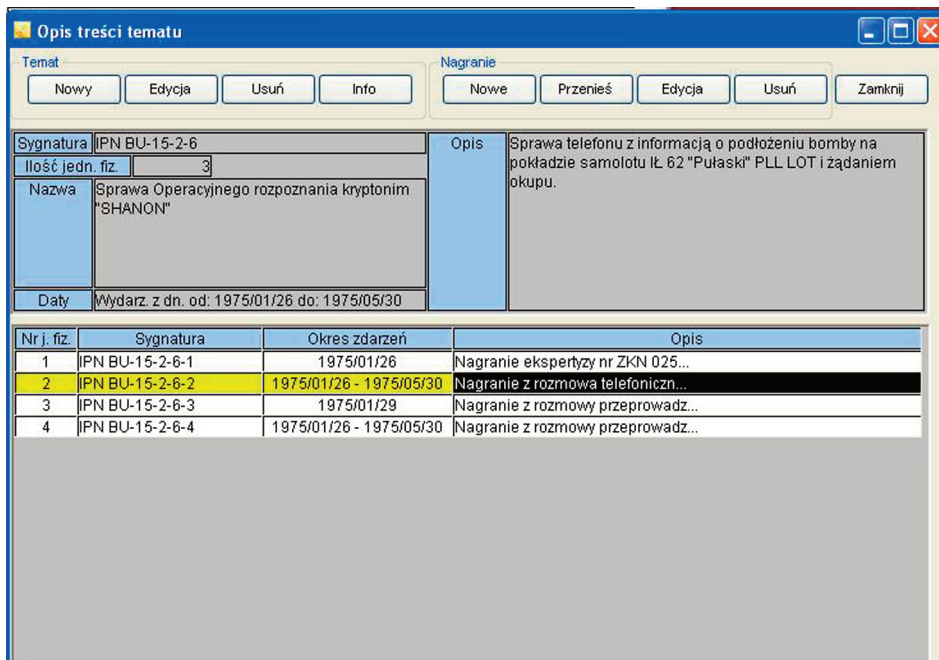 Opis treści tematu
Temat
Nagranie
Nowy Edycja Usuń Info Nowe Przenieś Edycja Usuń Zamknij
Sygnatura IPN BU-15-2-6
Ilość jedn. fiz. 3
Nazwa Sprawa Operacyjnego rozpoznania kryptonim
"SHANON"
Daty Wydarz. z dn. od: 1975/01/26 do: 1975/05/30
Opis Sprawa telefonu z informacją o podłożeniu bomby na
pokładzie samolotu IŁ 62 "Pułaski" PLL LOT i żądaniem
okupu.
Nr j. fiz. Sygnatura Okres zdarzeń Opis
1 IPN BU-15-2-6-1 1975/01/26 Nagranie ekspertyzy nr ZKN 025...
2 IPN BU-15-2-6-2 1975/01/26 - 1975/05/30 Nagranie z rozmowa telefoniczn...
3 IPN BU-15-2-6-3 1975/01/29 Nagranie z rozmowy przeprowadz...
4 IPN BU-15-2-6-4 1975/01/26 - 1975/05/30 Nagranie z rozmowy przeprowadz...